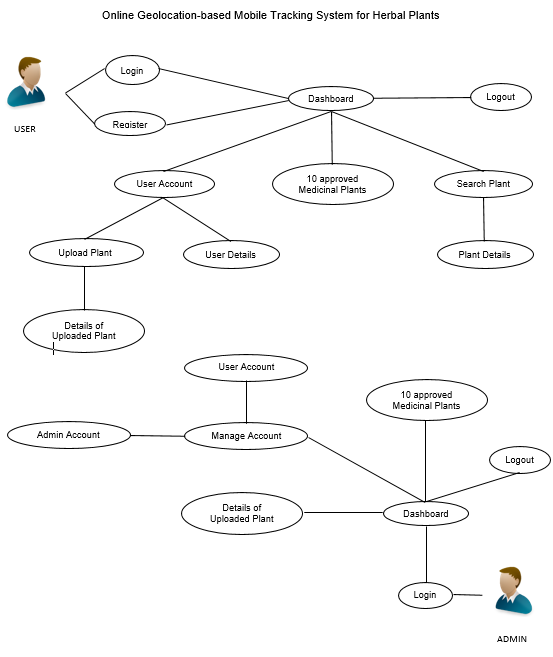 Online Geolocation-based Mobile Tracking System for Herbal Plants
Login
USER
Register
Dashboard
Logout
User Account
10 approved
Medicinal Plants
Search Plant
Upload Plant
User Details
Plant Details
Details of
Uploaded Plant
User Account
10 approved
Medicinal Plants
Admin Account
Manage Account
Logout
Details of
Uploaded Plant
Dashboard
Login
ADMIN